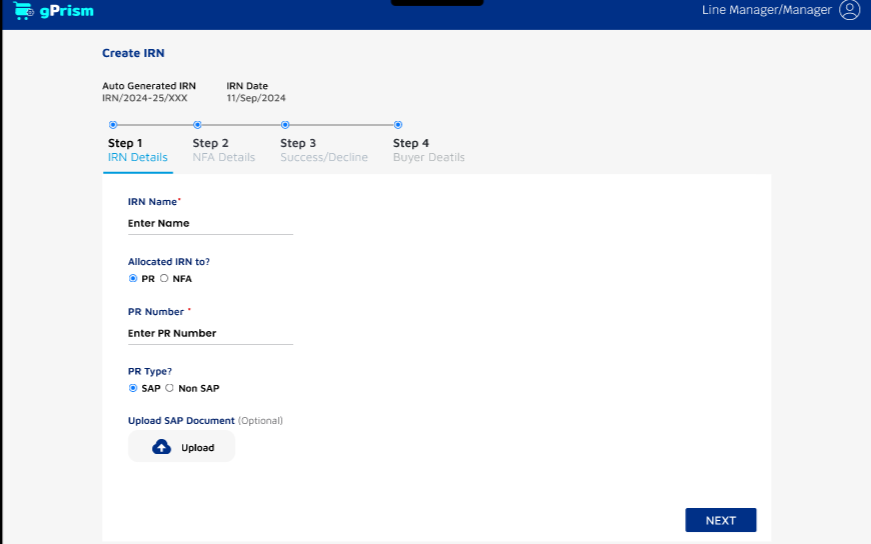 gPrism
Line Manager/Manager
Create IRN
Auto Generated IRN
IRN/2024-25/XXX
IRN Date
11/Sep/2024
Step 1
IRN Details
Step 2
NFA Details
Step 3
Success/Decline
Step 4
Buyer Deatils
IRN Name*
Enter Name
Allocated IRN to?
PR NFA
PR Number *
Enter PR Number
PR Type?
SAP Non SAP
Upload SAP Document (Optional)
Upload
NEXT